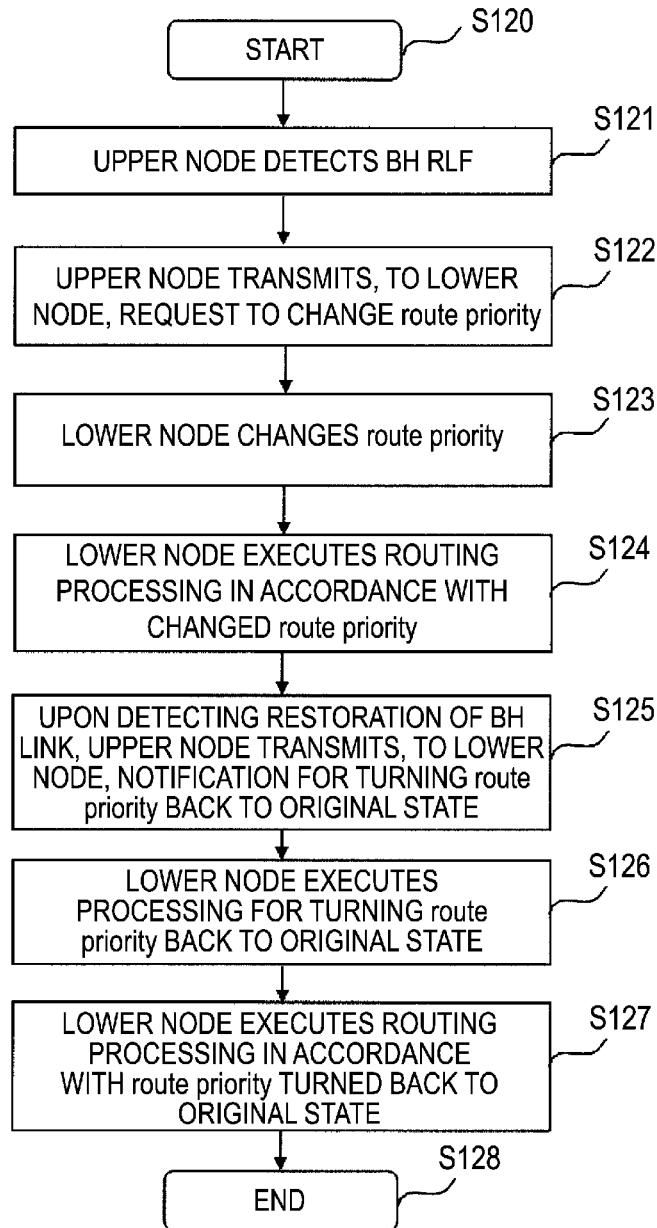 S120
START
S121
UPPER NODE DETECTS BH RLF
S122
UPPER NODE TRANSMITS, TO LOWER
NODE, REQUEST TO CHANGE route priority
S123
LOWER NODE CHANGES route priority
S124
LOWER NODE EXECUTES ROUTING
PROCESSING IN ACCORDANCE WITH
CHANGED route priority
S125
UPON DETECTING RESTORATION OF BH
LINK, UPPER NODE TRANSMITS, TO LOWER
NODE, NOTIFICATION FOR TURNING route
priority BACK TO ORIGINAL STATE
S126
LOWER NODE EXECUTES
PROCESSING FOR TURNING route
priority BACK TO ORIGINAL STATE
S127
LOWER NODE EXECUTES ROUTING
PROCESSING IN ACCORDANCE
WITH route priority TURNED BACK TO
ORIGINAL STATE
S128
END